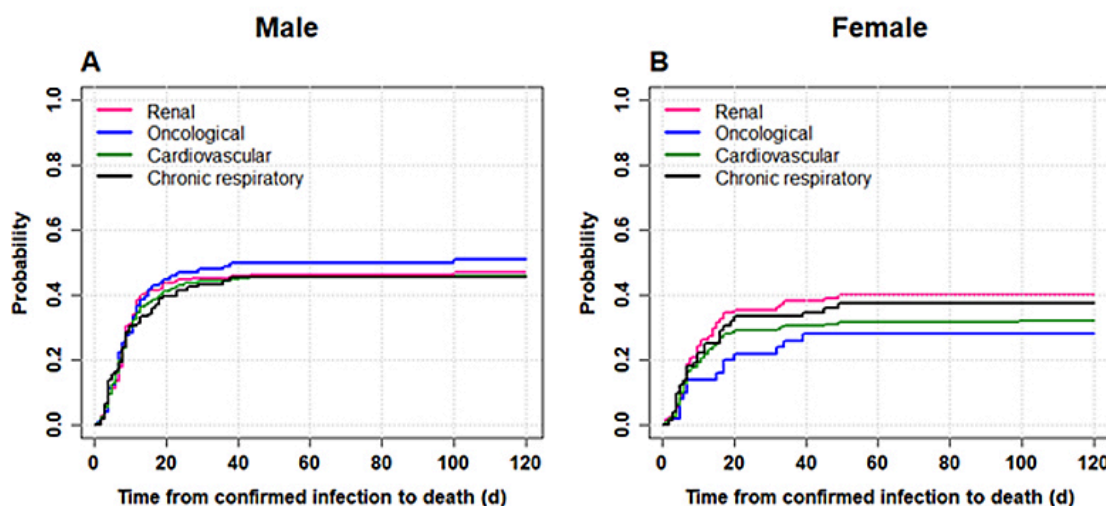 Male
A
Renal
Oncological
Cardiovascular
Chronic respiratory
Probability
1.0
0.8
0.6
0.4
0.2
0.0
0 20 40 60 80 100 120
Time from confirmed infection to death (d)
Female
B
Renal
Oncological
Cardiovascular
Chronic respiratory
Probability
1.0
0.8
0.6
0.4
0.2
0.0
0 20 40 60 80 100 120
Time from confirmed infection to death (d)